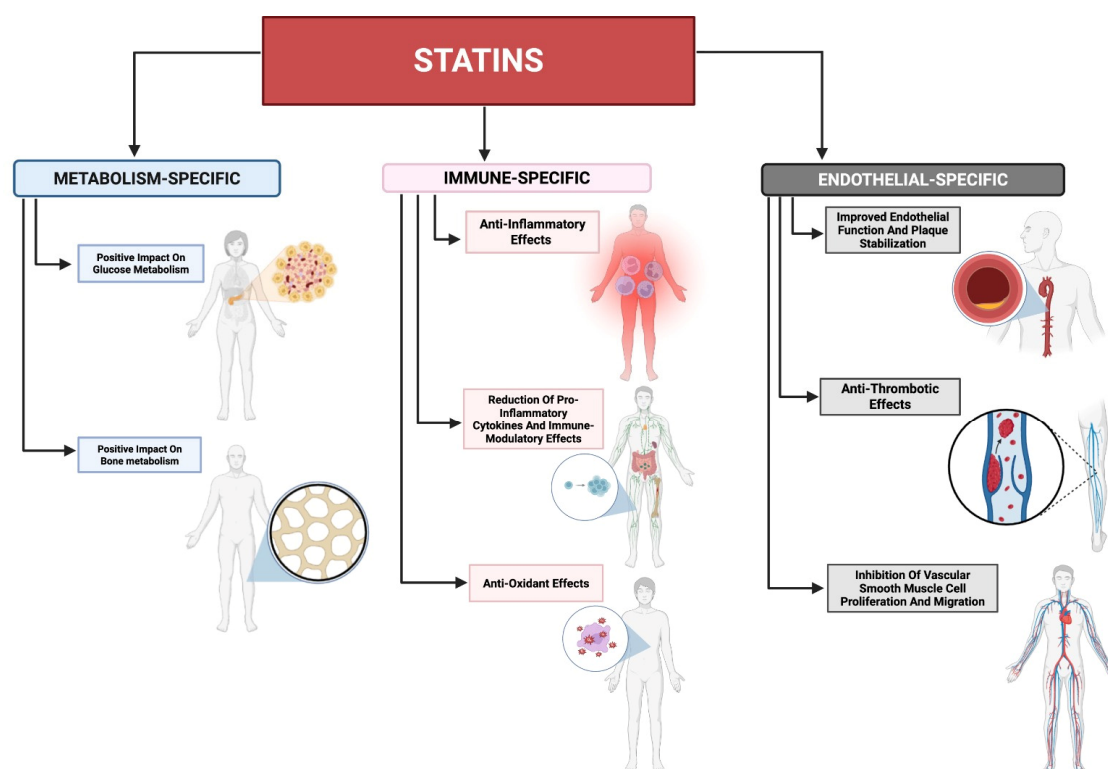 STATINS
METABOLISM-SPECIFIC
Positive Impact On
Glucose Metabolism
Positive Impact On
Bone metabolism
IMMUNE-SPECIFIC
Anti-Inflammatory
Effects
Reduction Of Pro-
Inflammatory
Cytokines And Immune-
Modulatory Effects
Anti-Oxidant Effects
ENDOTHELIAL-SPECIFIC
Improved Endothelial
Function And Plaque
Stabilization
Anti-Thrombotic
Effects
Inhibition Of Vascular
Smooth Muscle Cell
Proliferation And Migration